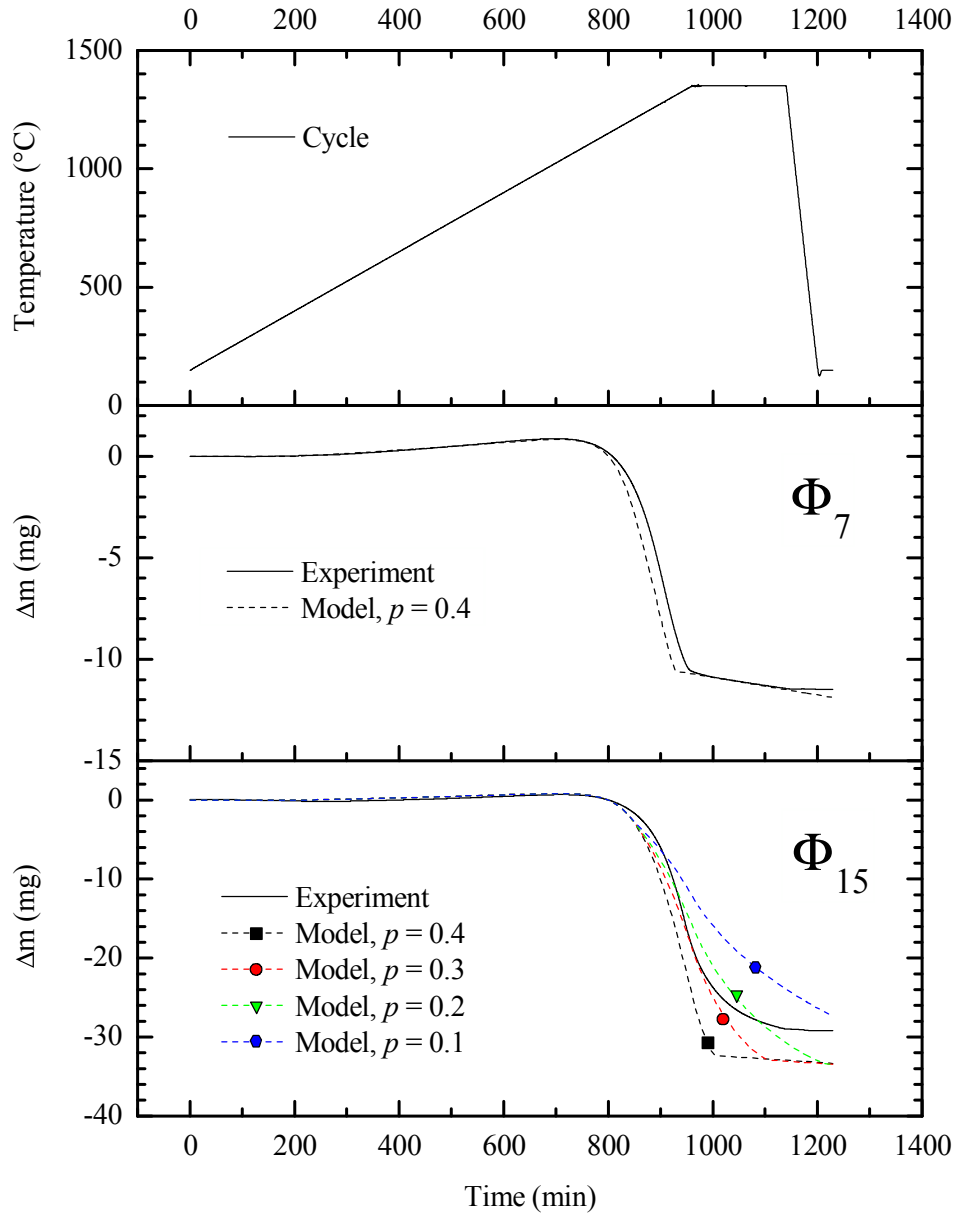 0 200 400 600 800 1000 1200 1400
1500
1000
500
0
Temperature (°C)
Cycle
0
-5
-10
-15
Δm (mg)
Φ7
Experiment
Model, p = 0.4
0
-10
-20
-30
-40
Δm (mg)
Φ15
Experiment
Model, p = 0.4
Model, p = 0.3
Model, p = 0.2
Model, p = 0.1
0 200 400 600 800 1000 1200 1400
Time (min)